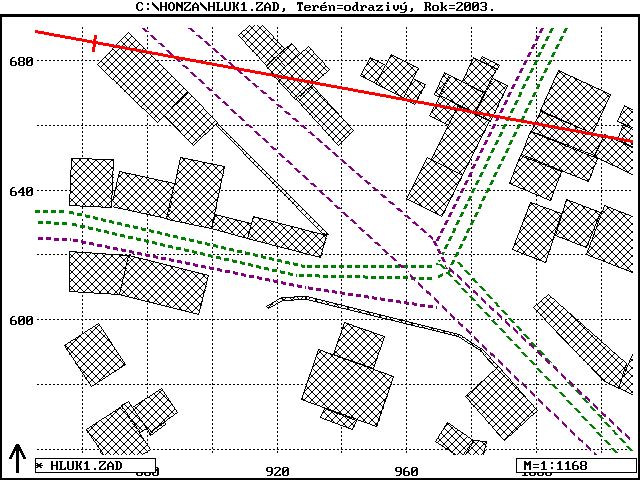 C:\HONZA\HLUK1.ZAD, Terén=odrazivý, Rok=2003.
680
640
600
* HLUK1.ZAD
920
960
M=1:1168